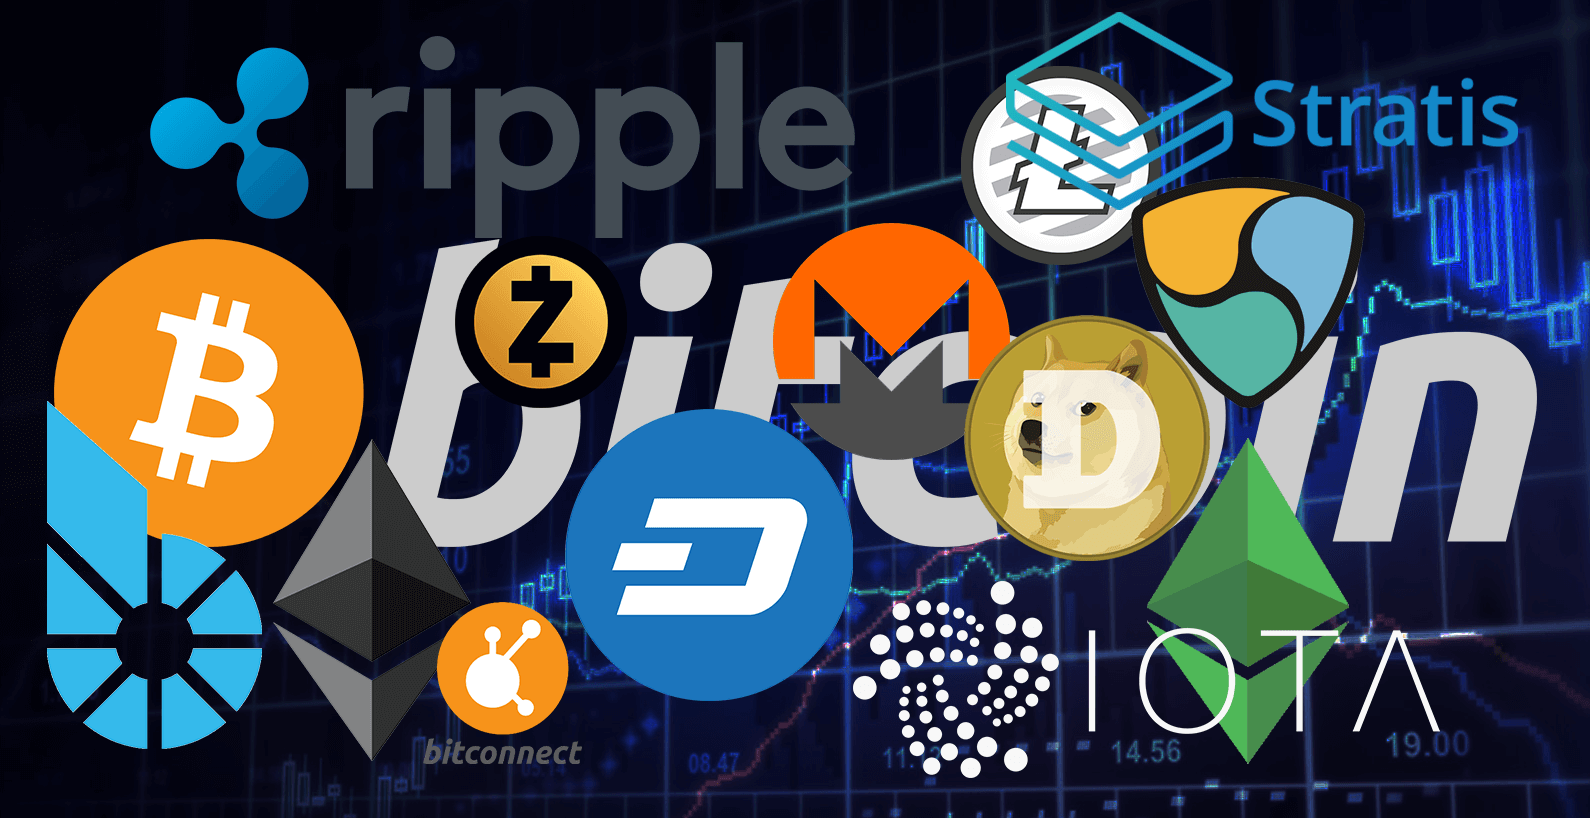 ripple
Stratis
bitcoin
D
bitconnect
IOTA
08.47
14.56
19.00